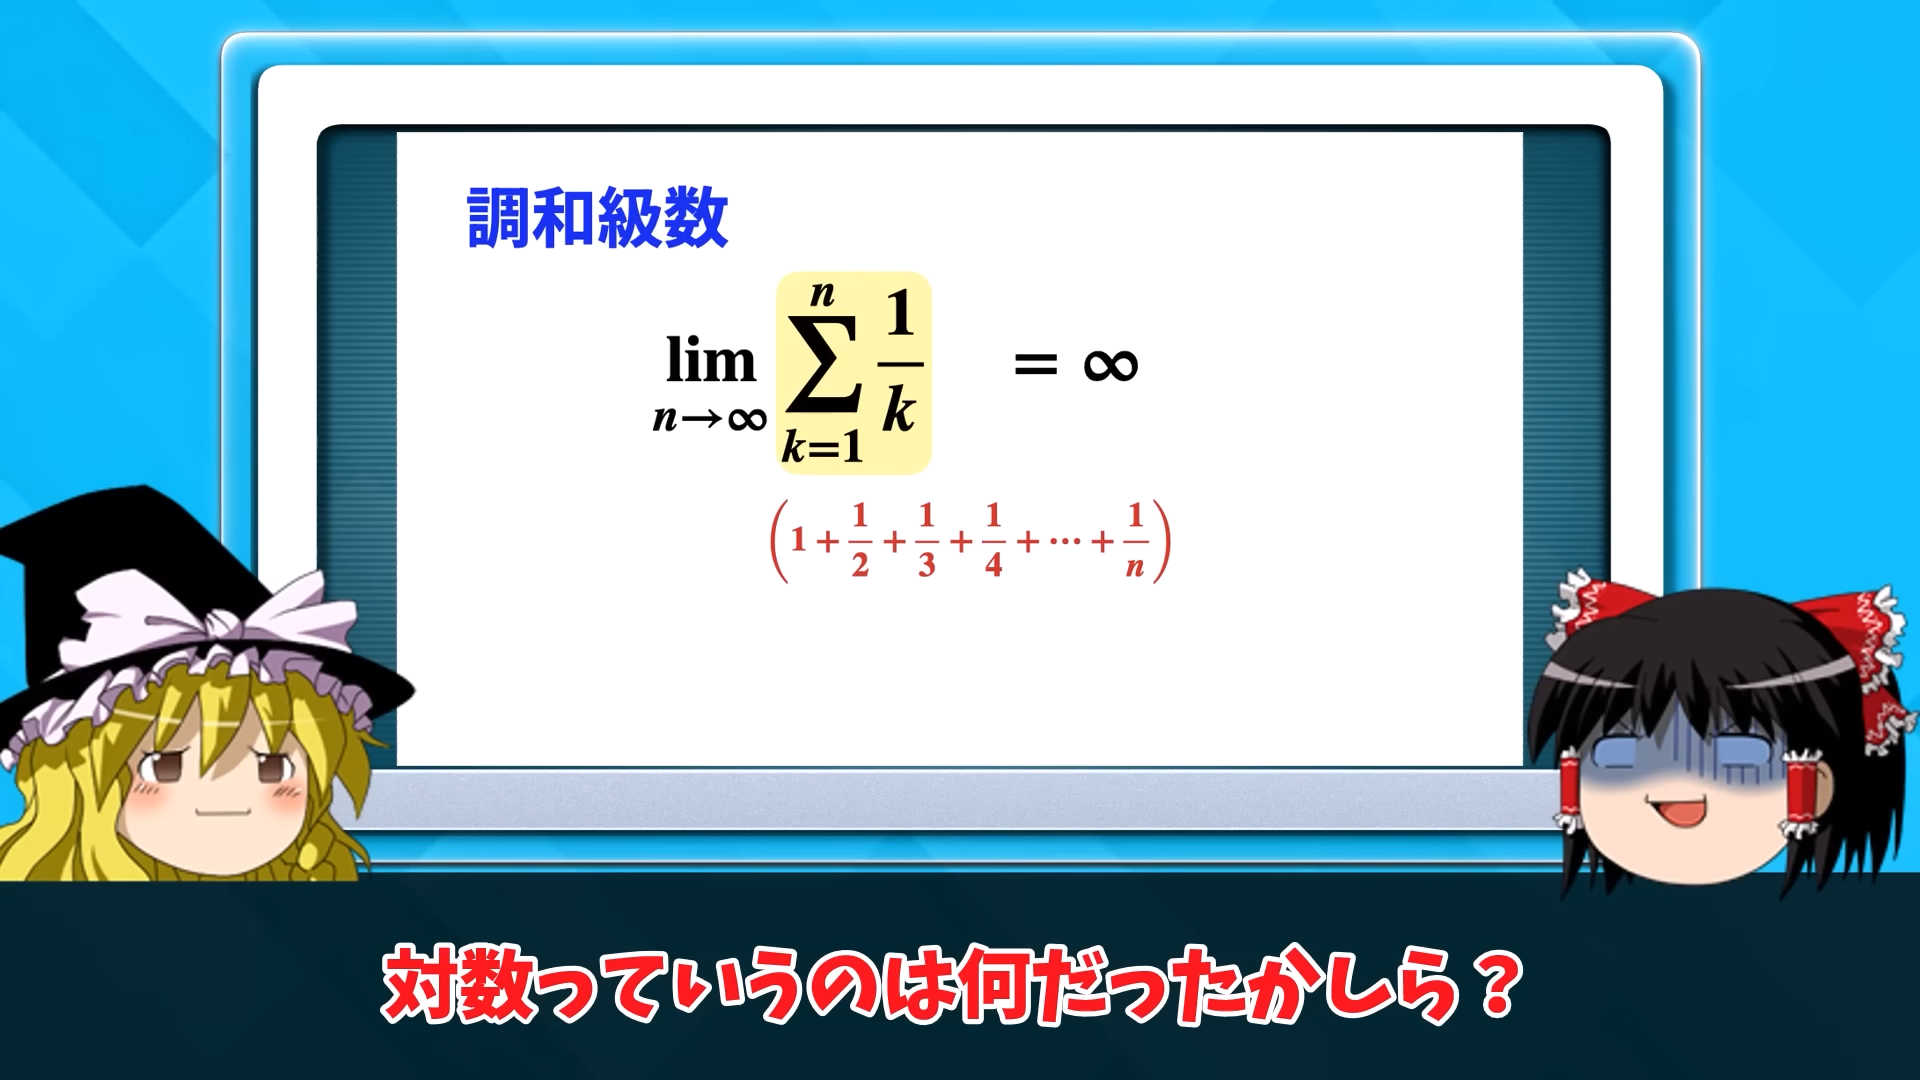 調和級数
lim n→∞ ∑ k=1 n 1/k = ∞
(1 + 1/2 + 1/3 + 1/4 + ⋯ + 1/n)
対数っていうのは何だったかしら？